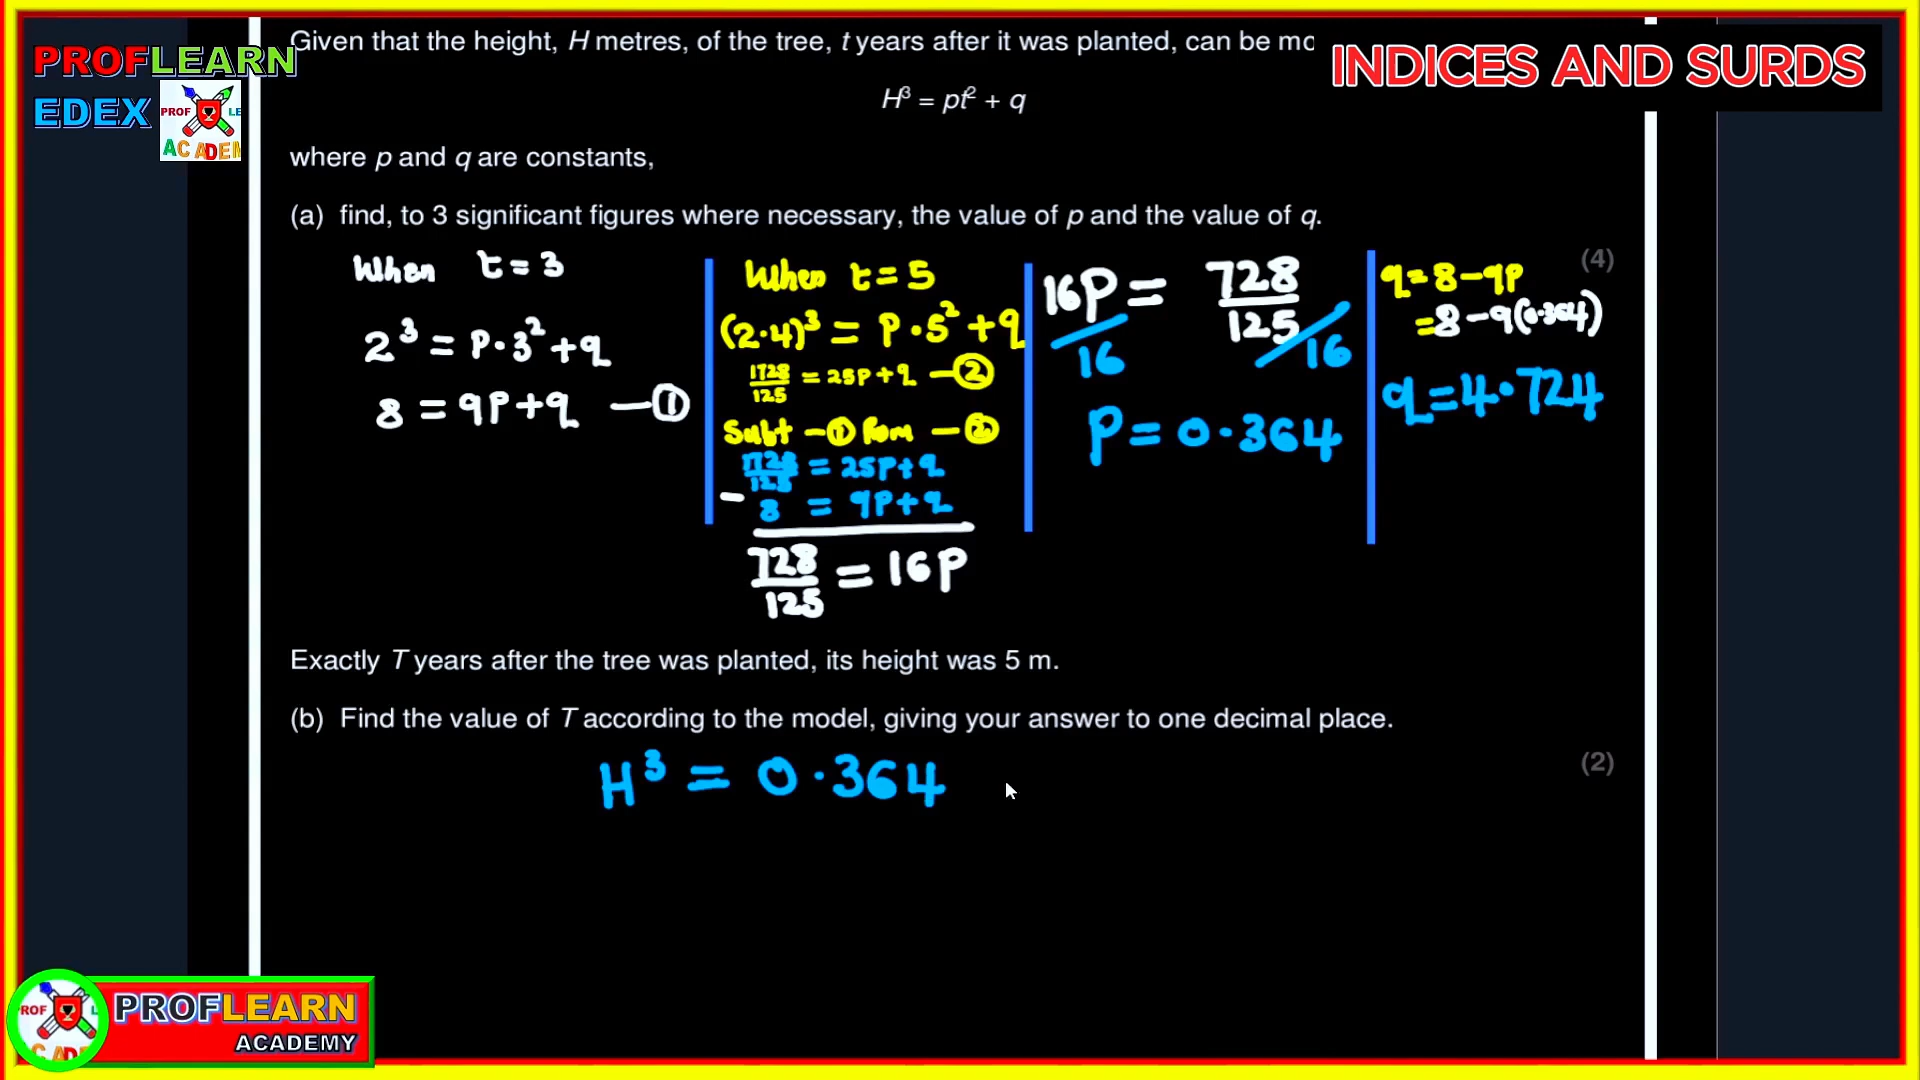 Given that the height, H metres, of the tree, t years after it was planted, can be mo
PROFLEARN
EDEX
PROF LE
ACADEM
INDICES AND SURDS
H³ = pt² + q
where p and q are constants,
(a) find, to 3 significant figures where necessary, the value of p and the value of q.
(4)
When t = 3
2³ = P·3² + q
8 = 9P + q —①
When t = 5
(2·4)³ = P·5² + q
1728/125 = 25P + q —②
Subt —① from —②
1728/125 = 25P + q
– 8 = 9P + q
728/125 = 16P
16P = 728/125
16 16
P = 0·364
q = 8 – 9P
= 8 – 9(0·364)
q = 4·724
Exactly T years after the tree was planted, its height was 5 m.
(b) Find the value of T according to the model, giving your answer to one decimal place.
(2)
H³ = 0·364
PROFLEARN
ACADEMY